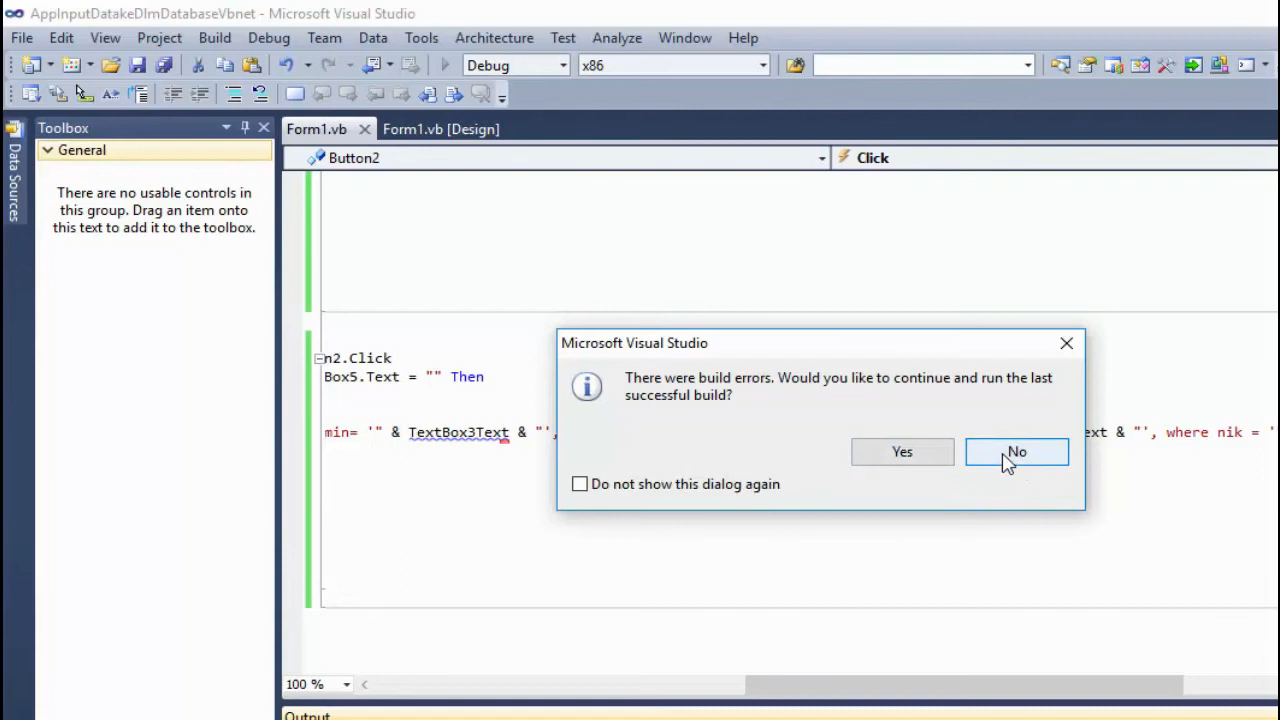 AppInputDatakeDlmDatabaseVbnet - Microsoft Visual Studio
File Edit View Project Build Debug Team Data Tools Architecture Test Analyze Window Help
Debug x86
Toolbox
Form1.vb Form1.vb [Design]
General
Button2 Click
Data Sources
There are no usable controls in
this group. Drag an item onto
this text to add it to the toolbox.
n2.Click
Box5.Text = "" Then
min= '" & TextBox3Text & "', ext & "', where nik = '
Microsoft Visual Studio
There were build errors. Would you like to continue and run the last
successful build?
Yes No
Do not show this dialog again
100 %
Output